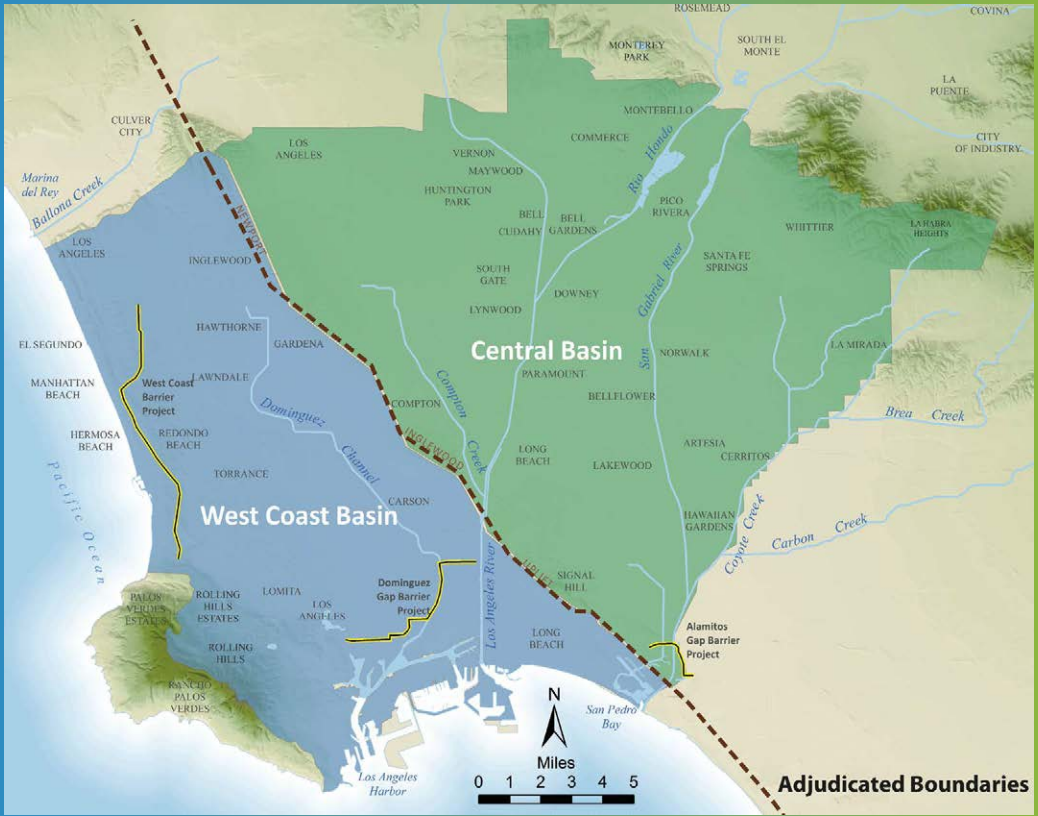 ROSEMEAD
COVINA
MONTEREY
PARK
SOUTH EL
MONTE
LA
PUENTE
CITY
OF INDUSTRY
CULVER
CITY
LOS
ANGELES
MONTEBELLO
COMMERCE
VERNON
MAYWOOD
HUNTINGTON
PARK
Rio Hondo
PICO
RIVERA
BELL
CUDAHY
BELL
GARDENS
WHITTIER
LA HABRA
HEIGHTS
Marina
del Rey
Ballona Creek
LOS
ANGELES
INGLEWOOD
NEWPORT
SOUTH
GATE
DOWNEY
LYNWOOD
San Gabriel River
SANTA FE
SPRINGS
EL SEGUNDO
HAWTHORNE
GARDENA
Central Basin
NORWALK
LA MIRADA
MANHATTAN
BEACH
West Coast
Barrier
Project
LAWNDALE
PARAMOUNT
BELLFLOWER
COMPTON
Compton Creek
Brea Creek
HERMOSA
BEACH
REDONDO
BEACH
Dominguez Channel
INGLEWOOD
LONG
BEACH
LAKEWOOD
ARTESIA
CERRITOS
Pacific Ocean
TORRANCE
CARSON
West Coast Basin
HAWAIIAN
GARDENS
Coyote Creek
Carbon Creek
Los Angeles River
UPLIFT
SIGNAL
HILL
Dominguez
Gap Barrier
Project
PALOS
VERDES
ESTATES
ROLLING
HILLS
ESTATES
LOMITA
LOS
ANGELES
LONG
BEACH
Alamitos
Gap Barrier
Project
ROLLING
HILLS
RANCHO
PALOS
VERDES
San Pedro
Bay
Los Angeles
Harbor
N
Miles
0 1 2 3 4 5
Adjudicated Boundaries